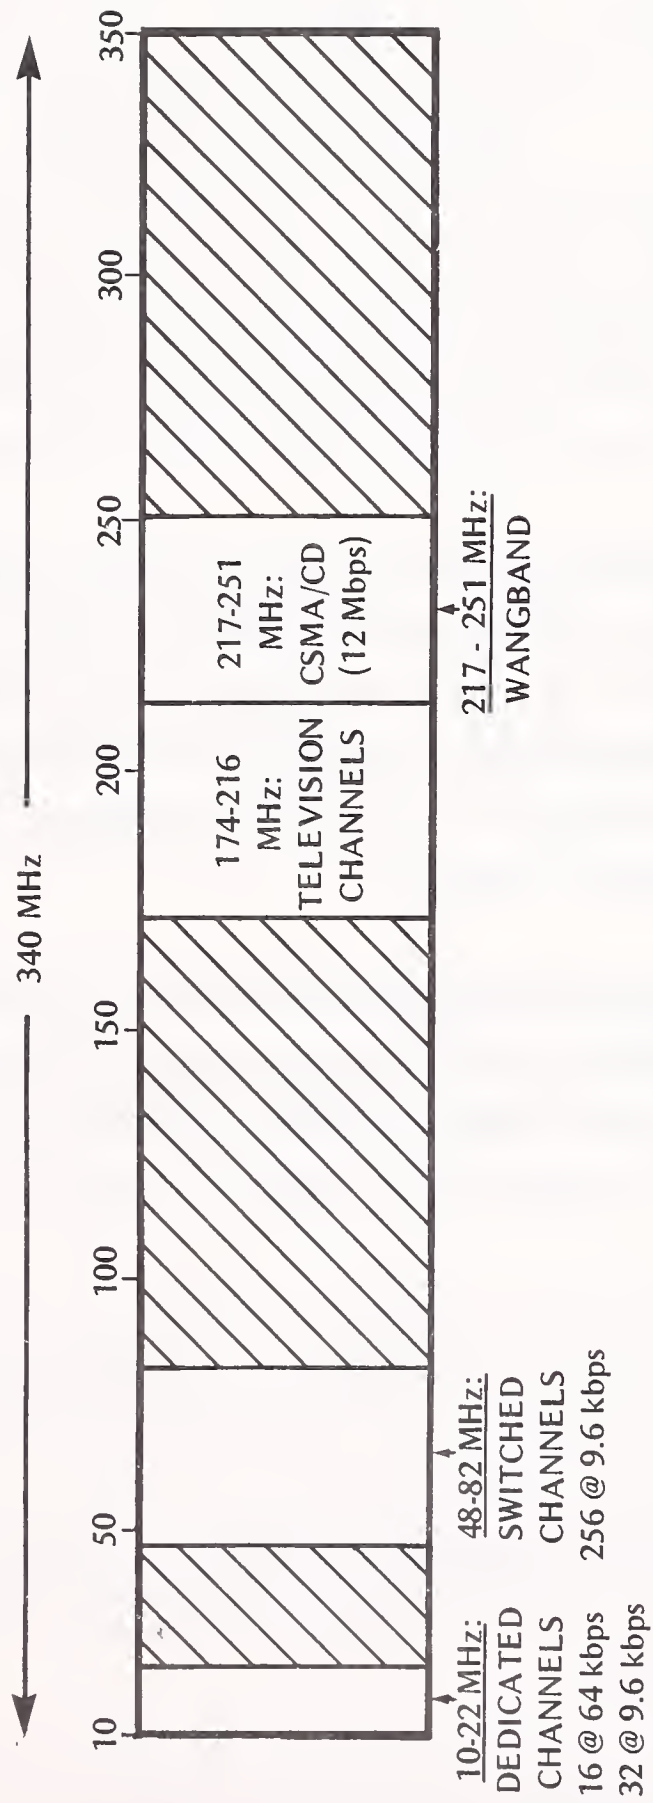 340 MHz
10
50
100
150
200
250
300
350
174-216
MHz:
TELEVISION
CHANNELS
217-251
MHz:
CSMA/CD
(12 Mbps)
10-22 MHz:
DEDICATED
CHANNELS
16 @ 64 kbps
32 @ 9.6 kbps
48-82 MHz:
SWITCHED
CHANNELS
256 @ 9.6 kbps
217 - 251 MHz:
WANGBAND